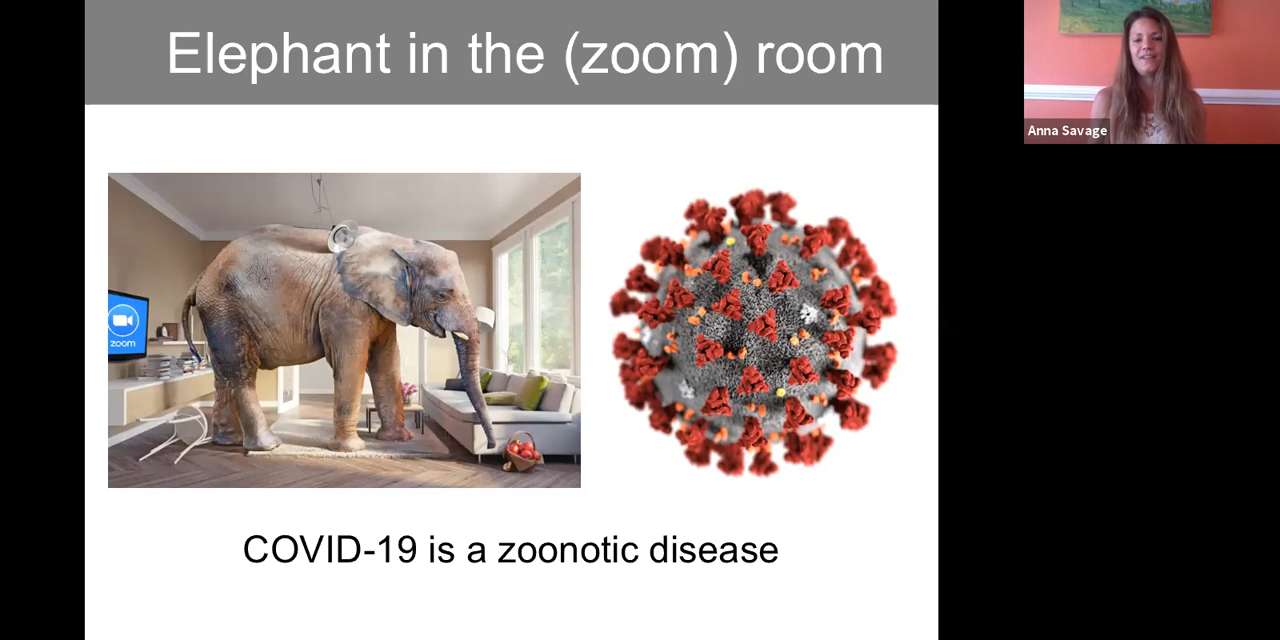 Elephant in the (zoom) room
Anna Savage
zoom
COVID-19 is a zoonotic disease